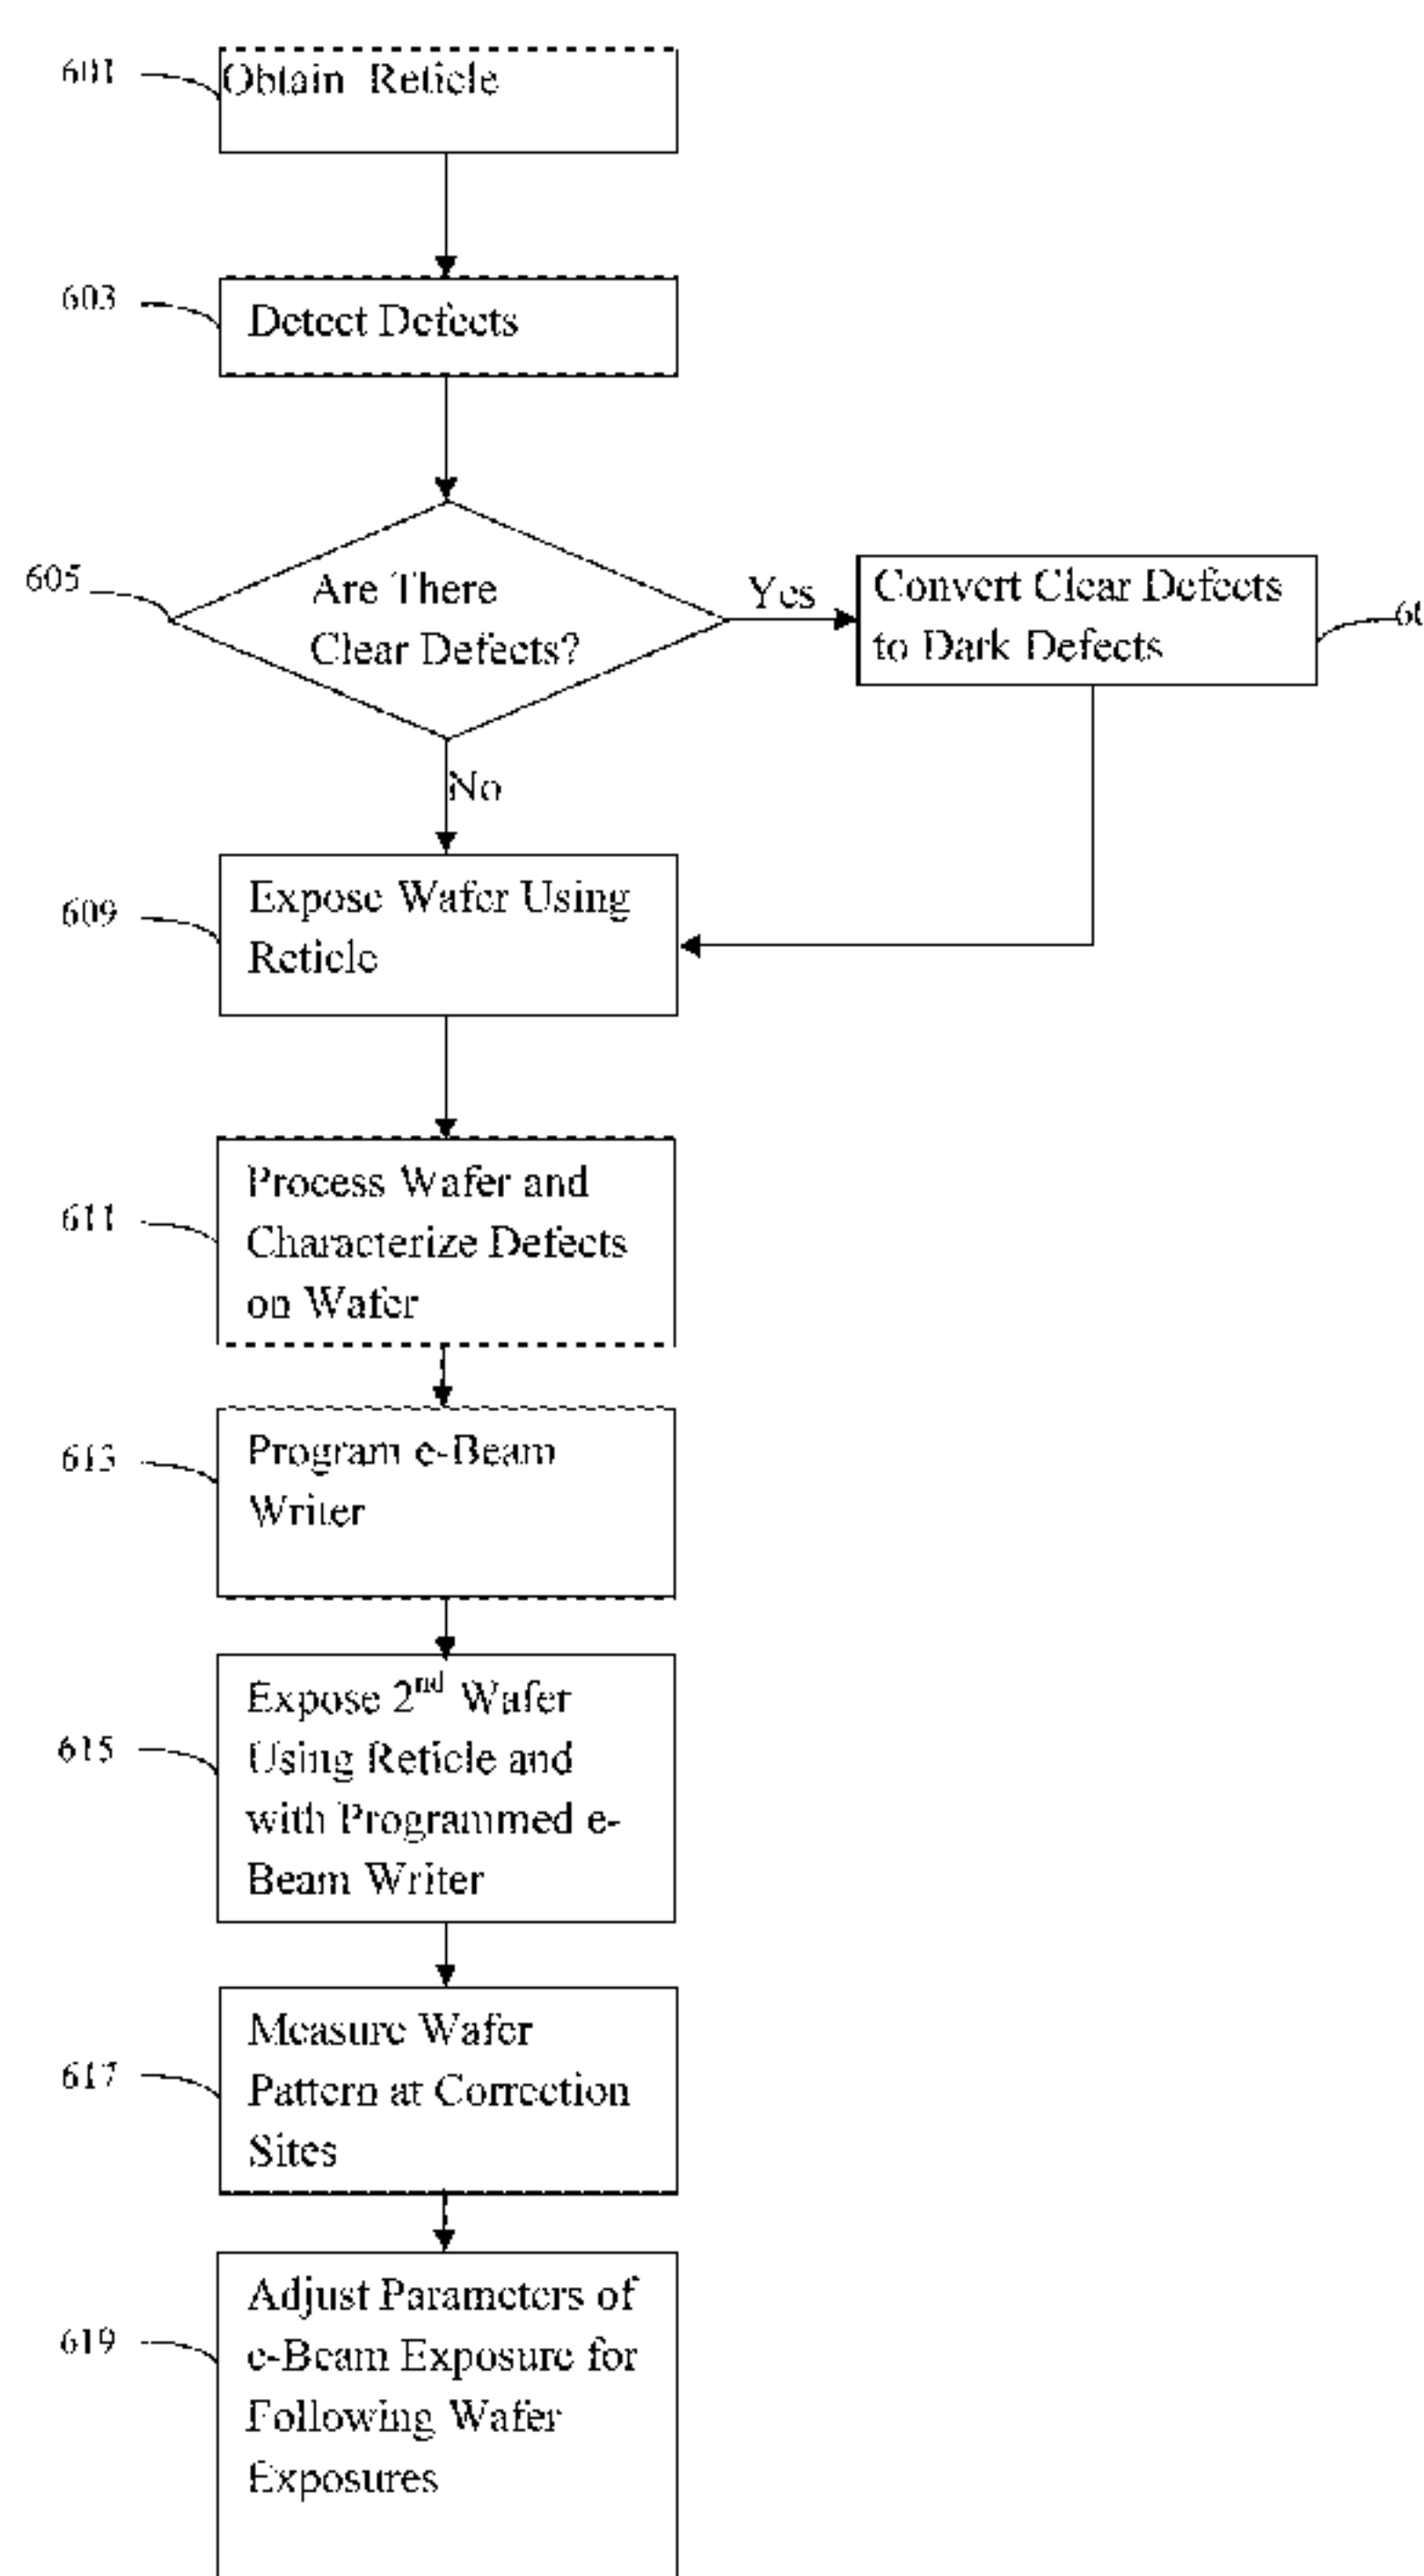 601
Obtain Reticle
603
Detect Defects
605
Are There
Clear Defects?
Yes
Convert Clear Defects
to Dark Defects
No
609
Expose Wafer Using
Reticle
611
Process Wafer and
Characterize Defects
on Wafer
613
Program e-Beam
Writer
615
Expose 2nd Wafer
Using Reticle and
with Programmed e-
Beam Writer
617
Measure Wafer
Pattern at Correction
Sites
619
Adjust Parameters of
e-Beam Exposure for
Following Wafer
Exposures